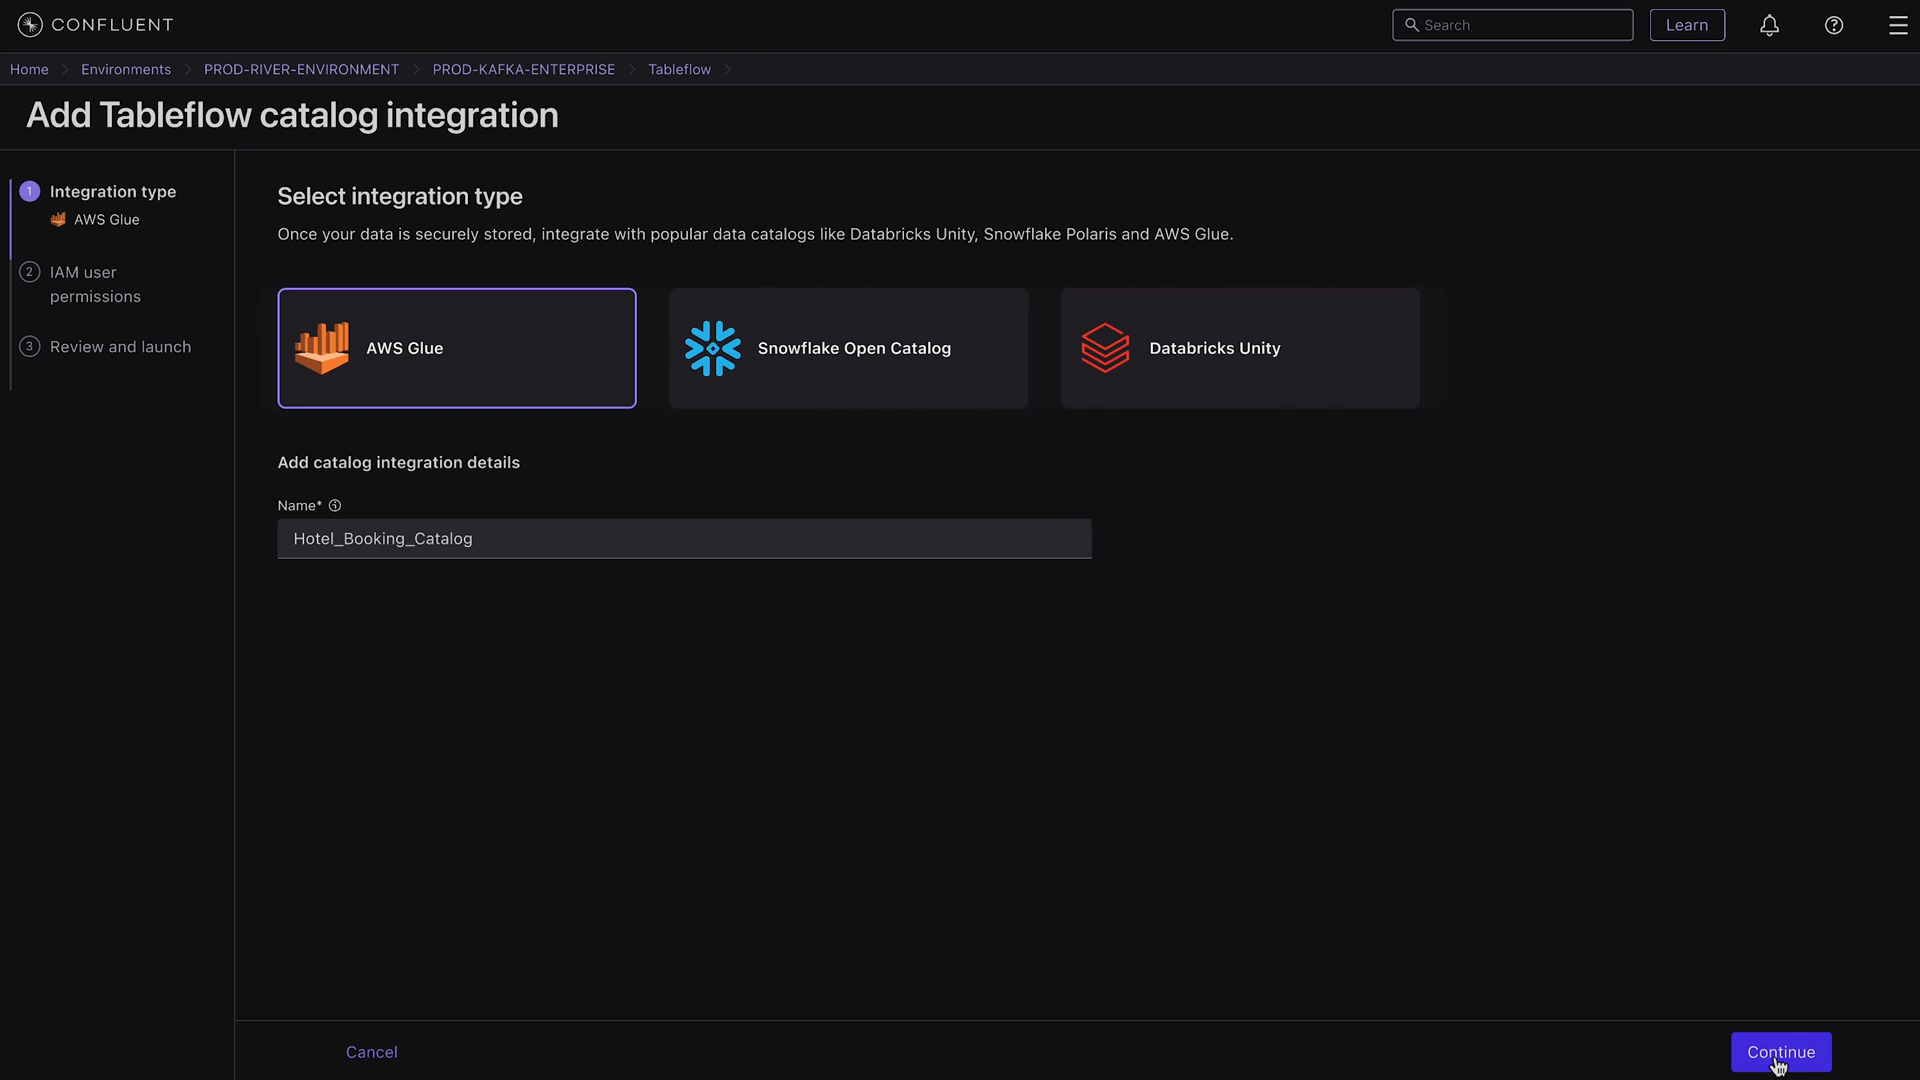 CONFLUENT
Search
Learn
Home
Environments
PROD-RIVER-ENVIRONMENT
PROD-KAFKA-ENTERPRISE
Tableflow
Add Tableflow catalog integration
1 Integration type
AWS Glue
2 IAM user
permissions
3 Review and launch
Select integration type
Once your data is securely stored, integrate with popular data catalogs like Databricks Unity, Snowflake Polaris and AWS Glue.
AWS Glue
Snowflake Open Catalog
Databricks Unity
Add catalog integration details
Name*
Hotel_Booking_Catalog
Cancel
Continue